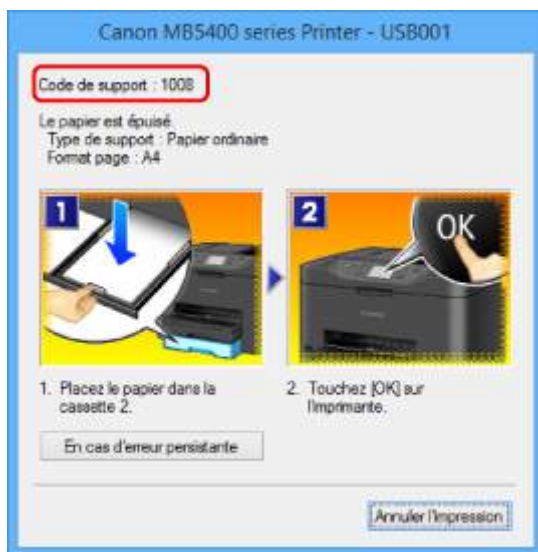 Canon MB5400 series Printer - USB001
Code de support : 1008
Le papier est épuisé.
Type de support : Papier ordinaire
Format page : A4
1
2
OK
1. Placez le papier dans la
cassette 2.
2. Touchez [OK] sur
l'imprimante.
En cas d'erreur persistante
Annuler l'impression